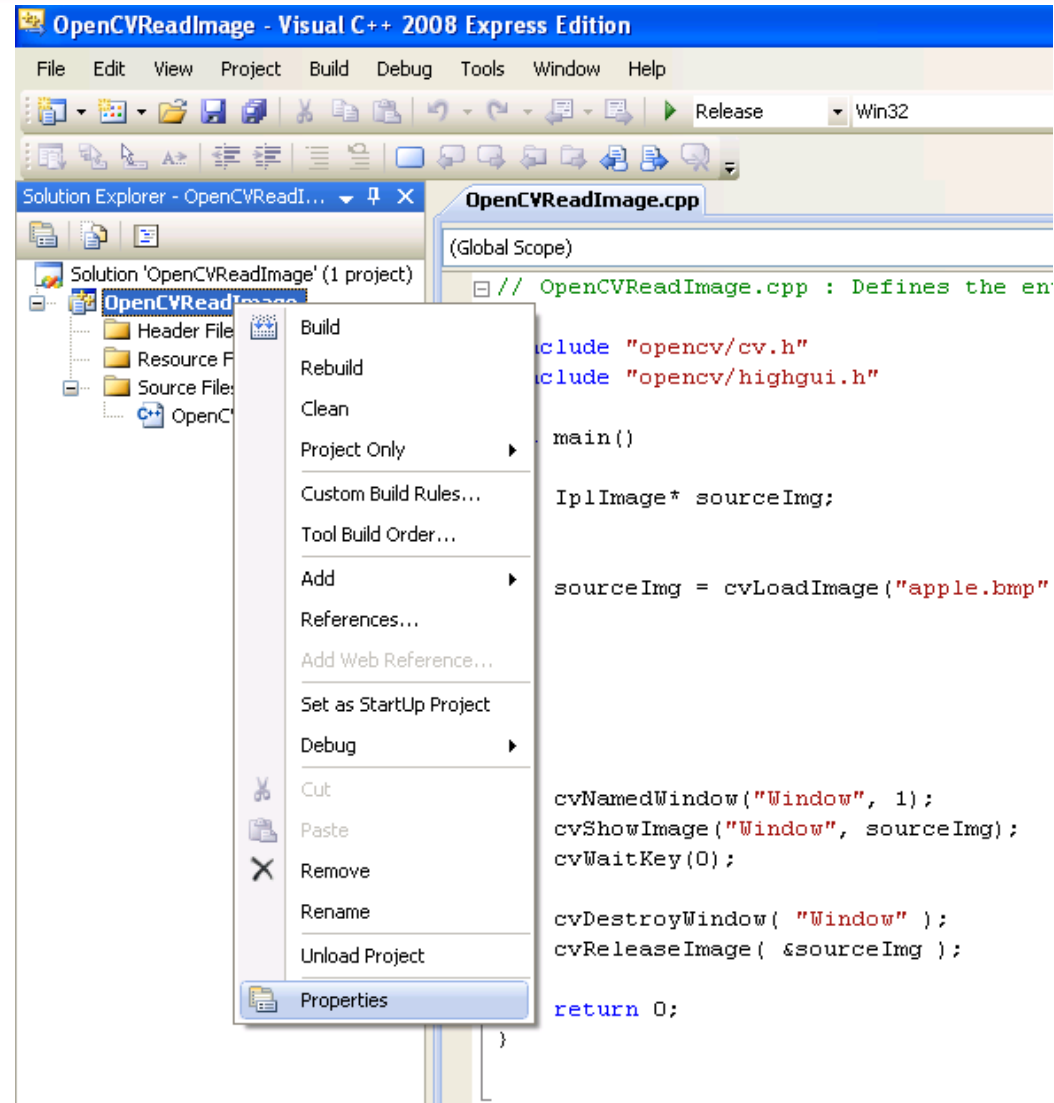 OpenCVReadImage - Visual C++ 2008 Express Edition
File Edit View Project Build Debug Tools Window Help
Release Win32
Solution Explorer - OpenCVReadI...
OpenCVReadImage.cpp
(Global Scope)
Solution 'OpenCVReadImage' (1 project)
OpenCVReadImage
Header File
Resource F
Source Files
OpenC
Build
Rebuild
Clean
Project Only
Custom Build Rules...
Tool Build Order...
Add
References...
Add Web Reference...
Set as StartUp Project
Debug
Cut
Paste
Remove
Rename
Unload Project
Properties
// OpenCVReadImage.cpp : Defines the en
clude "opencv/cv.h"
clude "opencv/highgui.h"
main()
IplImage* sourceImg;
sourceImg = cvLoadImage("apple.bmp"
cvNamedWindow("Window", 1);
cvShowImage("Window", sourceImg);
cvWaitKey(0);
cvDestroyWindow( "Window" );
cvReleaseImage( &sourceImg );
return 0;
}